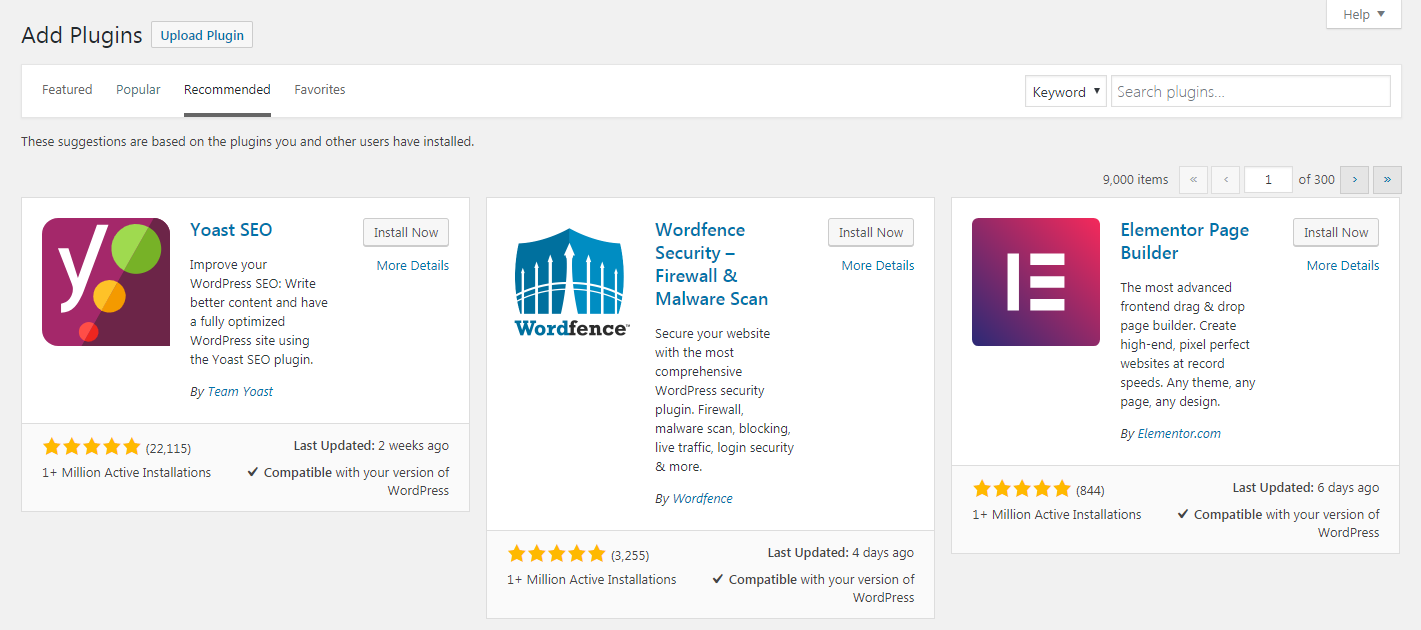 Help
Add Plugins Upload Plugin
Featured Popular Recommended Favorites Keyword Search plugins...
These suggestions are based on the plugins you and other users have installed.
9,000 items « ‹ 1 of 300 › »
Yoast SEO
Install Now
More Details
Improve your
WordPress SEO: Write
better content and have
a fully optimized
WordPress site using
the Yoast SEO plugin.
By Team Yoast
(22,115)
Last Updated: 2 weeks ago
1+ Million Active Installations
Compatible with your version of
WordPress
Wordfence™
Wordfence
Security –
Firewall &
Malware Scan
Install Now
More Details
Secure your website
with the most
comprehensive
WordPress security
plugin. Firewall,
malware scan, blocking,
live traffic, login security
& more.
By Wordfence
(3,255)
Last Updated: 4 days ago
1+ Million Active Installations
Compatible with your version of
WordPress
Elementor Page
Builder
Install Now
More Details
The most advanced
frontend drag & drop
page builder. Create
high-end, pixel perfect
websites at record
speeds. Any theme, any
page, any design.
By Elementor.com
(844)
Last Updated: 6 days ago
1+ Million Active Installations
Compatible with your version of
WordPress